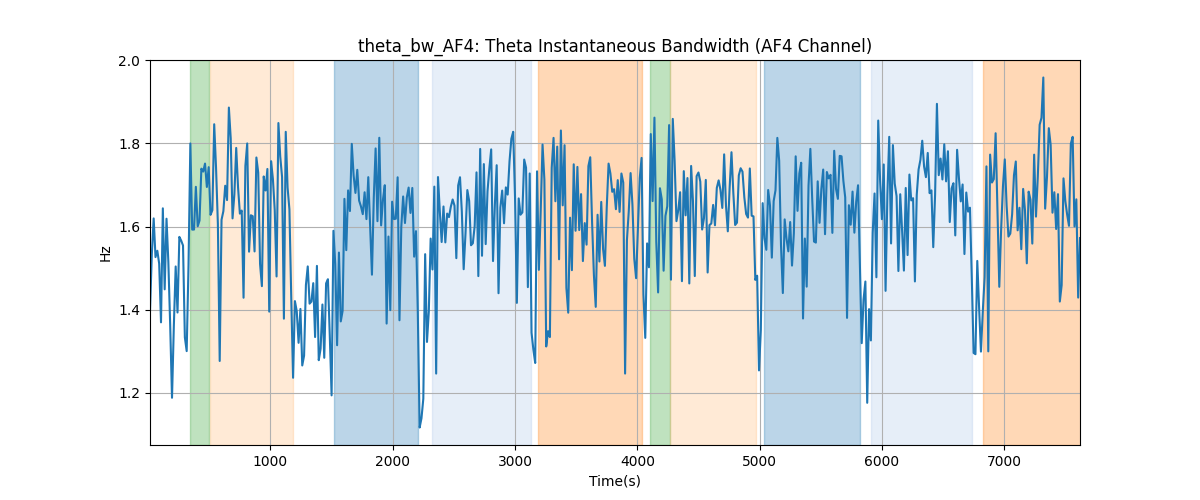 theta_bw_AF4: Theta Instantaneous Bandwidth (AF4 Channel)
2.0
1.8
1.6
1.4
1.2
Hz
1000 2000 3000 4000 5000 6000 7000
Time(s)